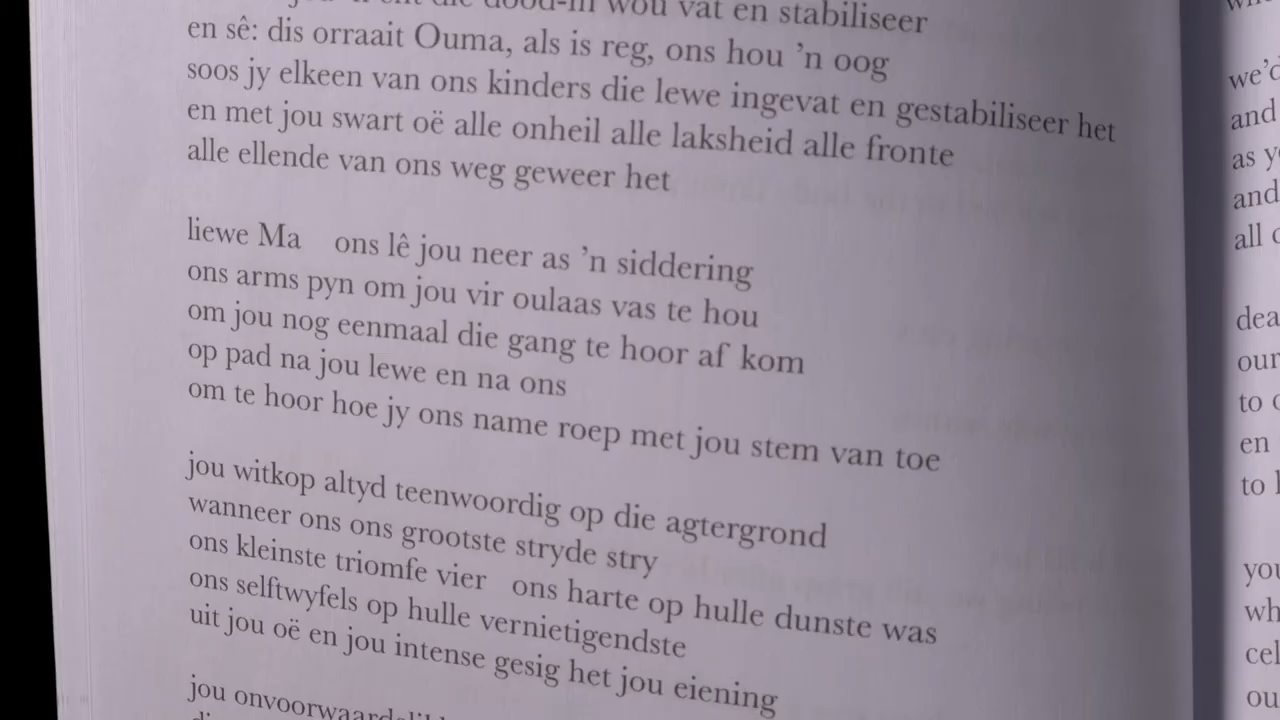 dood-in wou vat en stabiliseer
en sê: dis orraait Ouma, als is reg, ons hou ’n oog
soos jy elkeen van ons kinders die lewe ingevat en gestabiliseer het
en met jou swart oë alle onheil alle laksheid alle fronte
alle ellende van ons weg geweer het
liewe Ma ons lê jou neer as ’n siddering
ons arms pyn om jou vir oulaas vas te hou
om jou nog eenmaal die gang te hoor af kom
op pad na jou lewe en na ons
om te hoor hoe jy ons name roep met jou stem van toe
jou witkop altyd teenwoordig op die agtergrond
wanneer ons ons grootste stryde stry
ons kleinste triomfe vier ons harte op hulle dunste was
ons selftwyfels op hulle vernietigendste
uit jou oë en jou intense gesig het jou eiening
jou
we’d
and
as
and
all
our
to
en
to